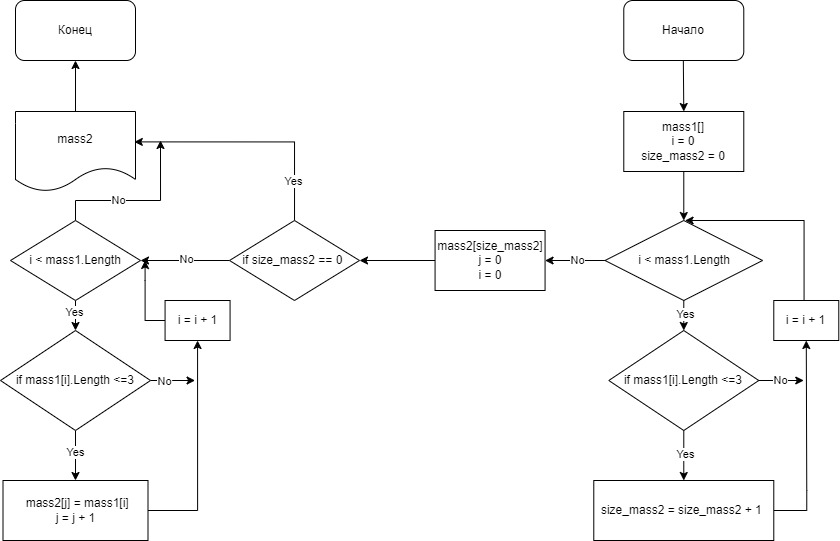 Конец
Начало
mass2
mass1[]
i = 0
size_mass2 = 0
Yes
No
i < mass1.Length
No
if size_mass2 == 0
mass2[size_mass2]
j = 0
i = 0
No
i < mass1.Length
Yes
i = i + 1
Yes
i = i + 1
if mass1[i].Length <=3
No
if mass1[i].Length <=3
No
Yes
Yes
mass2[j] = mass1[i]
j = j + 1
size_mass2 = size_mass2 + 1